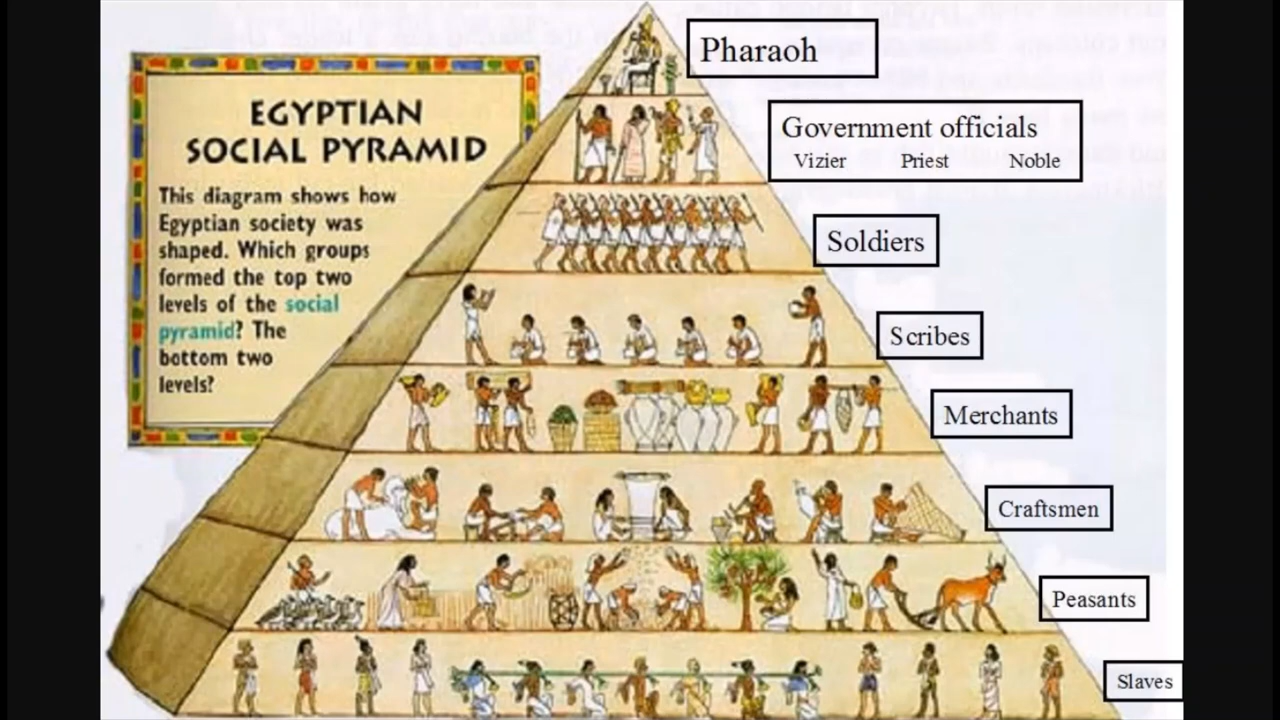 EGYPTIAN
SOCIAL PYRAMID
This diagram shows how
Egyptian society was
shaped. Which groups
formed the top two
levels of the social
pyramid? The
bottom two
levels?
Pharaoh
Government officials
Vizier Priest Noble
Soldiers
Scribes
Merchants
Craftsmen
Peasants
Slaves